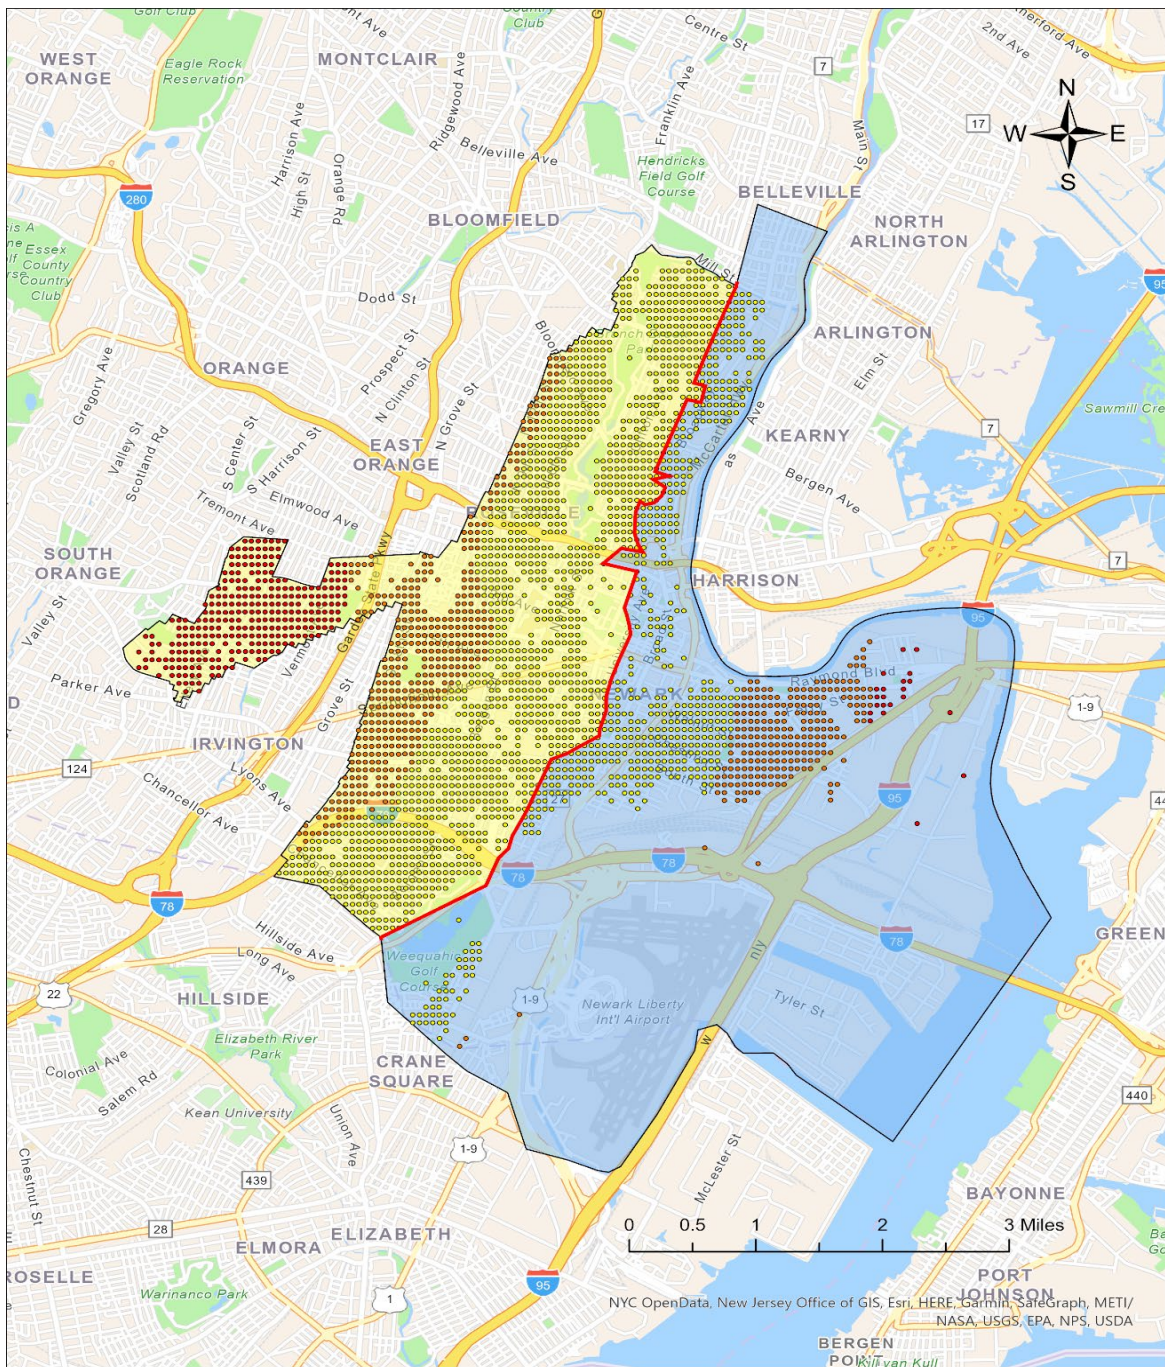 Golf Club
Country
Club
WEST
ORANGE
Eagle Rock
Reservation
MONTCLAIR
Ridgewood Ave
Centre St
Franklin Ave
7
Main St
2nd Ave
17
N
W E
S
Harrison Ave
High St
Orange Rd
Belleville Ave
Hendricks
Field Golf
Course
BELLEVILLE
280
BLOOMFIELD
NORTH
ARLINGTON
Essex
County
Country
Club
Mill St
95
Dodd St
ARLINGTON
Prospect St
N Clinton St
N Grove St
Elm St
ORANGE
Gregory Ave
Valley St
Scotland Rd
S Center St
S Harrison St
EAST
ORANGE
Ave
KEARNY
Sawmill Cre
7
Bergen Ave
Elmwood Ave
Tremont Ave
SOUTH
ORANGE
Garden State Pkwy
7
HARRISON
Valley St
95
Parker Ave
Grove St
Raymond Blvd
IRVINGTON
1-9
124
Lyons Ave
Chancellor Ave
95
78
78
78
Hillside Ave
Long Ave
Weequahic
Golf
Course
78
GREEN
22
HILLSIDE
1-9
Newark Liberty
Int'l Airport
Tyler St
Elizabeth River
Park
Colonial Ave
Salem Rd
CRANE
SQUARE
Kean University
Union Ave
440
1-9
McLester St
Chestnut St
439
BAYONNE
28
ELIZABETH
ELMORA
0 0.5 1 2 3 Miles
ROSELLE
Warinanco Park
1
95
PORT
JOHNSON
NYC OpenData, New Jersey Office of GIS, Esri, HERE, Garmin, SafeGraph, METI/
NASA, USGS, EPA, NPS, USDA
BERGEN
POINT
Kill van Kull